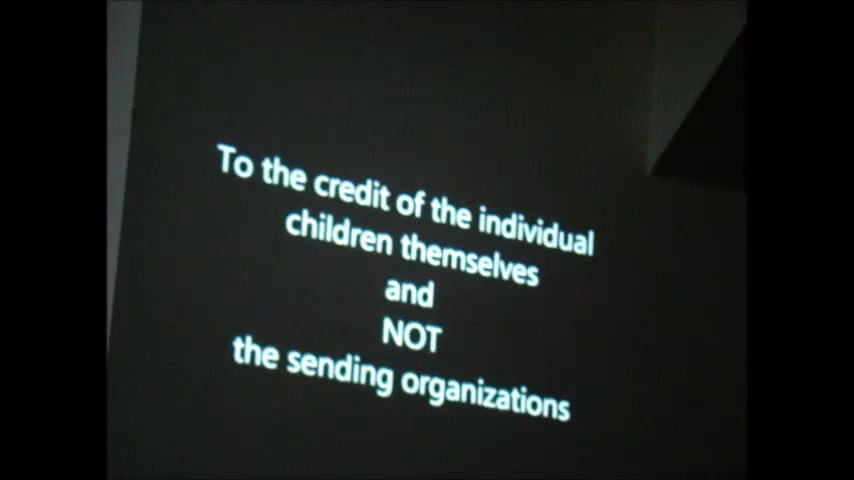 To the credit of the individual
children themselves
and
NOT
the sending organizations